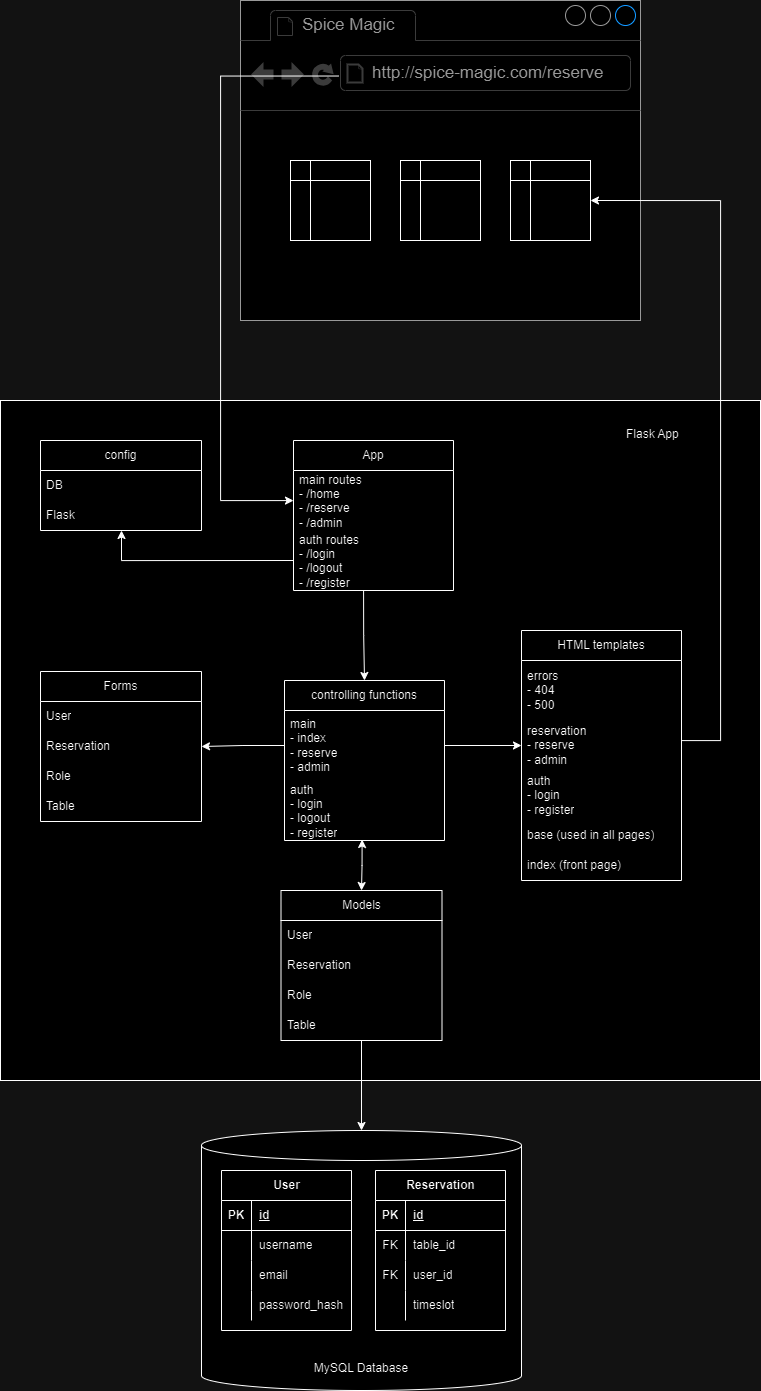 Spice Magic
http://spice-magic.com/reserve
Flask App
config
DB
Flask
App
main routes
- /home
- /reserve
- /admin
auth routes
- /login
- /logout
- /register
HTML templates
errors
- 404
- 500
reservation
- reserve
- admin
auth
- login
- register
base (used in all pages)
index (front page)
Forms
User
Reservation
Role
Table
controlling functions
main
- index
- reserve
- admin
auth
- login
- logout
- register
Models
User
Reservation
Role
Table
User
PK id
username
email
password_hash
Reservation
PK id
FK table_id
FK user_id
timeslot
MySQL Database